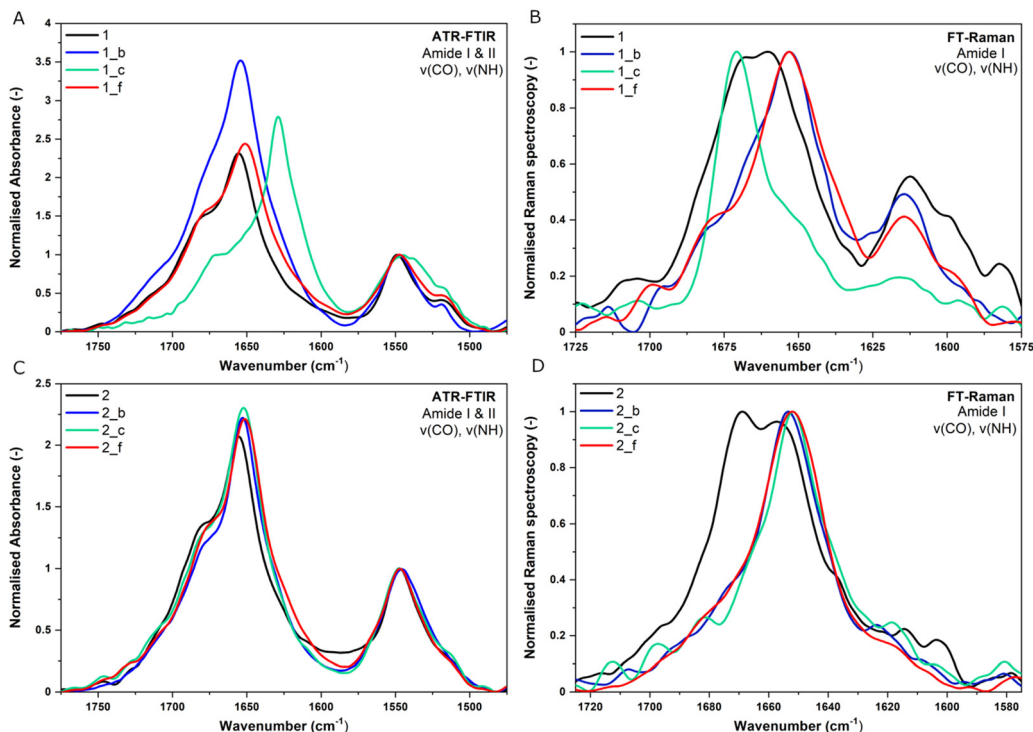 A
ATR-FTIR
Amide I & II
ν(CO), ν(NH)
1
1_b
1_c
1_f
Normalised Absorbance (-)
4
3.5
3
2.5
2
1.5
1
0.5
0
1750 1700 1650 1600 1550 1500
Wavenumber (cm⁻¹)
B
FT-Raman
Amide I
ν(CO), ν(NH)
1
1_b
1_c
1_f
Normalised Raman spectroscopy (-)
1
0.8
0.6
0.4
0.2
0
1725 1700 1675 1650 1625 1600 1575
Wavenumber (cm⁻¹)
C
ATR-FTIR
Amide I & II
ν(CO), ν(NH)
2
2_b
2_c
2_f
Normalised Absorbance (-)
2.5
2
1.5
1
0.5
0
1750 1700 1650 1600 1550 1500
Wavenumber (cm⁻¹)
D
FT-Raman
Amide I
ν(CO), ν(NH)
2
2_b
2_c
2_f
Normalised Raman spectroscopy (-)
1
0.8
0.6
0.4
0.2
0
1720 1700 1680 1660 1640 1620 1600 1580
Wavenumber (cm⁻¹)